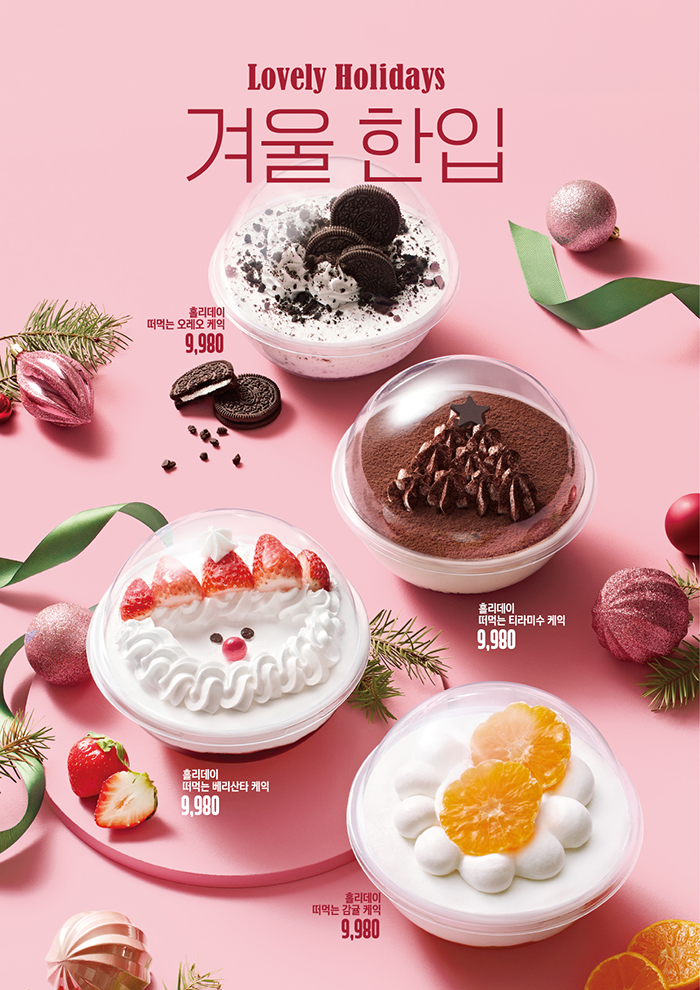 Lovely Holidays
겨울 한입
홀리데이
떠먹는 오레오 케익
9,980
홀리데이
떠먹는 티라미수 케익
9,980
홀리데이
떠먹는 베리산타 케익
9,980
홀리데이
떠먹는 감귤 케익
9,980